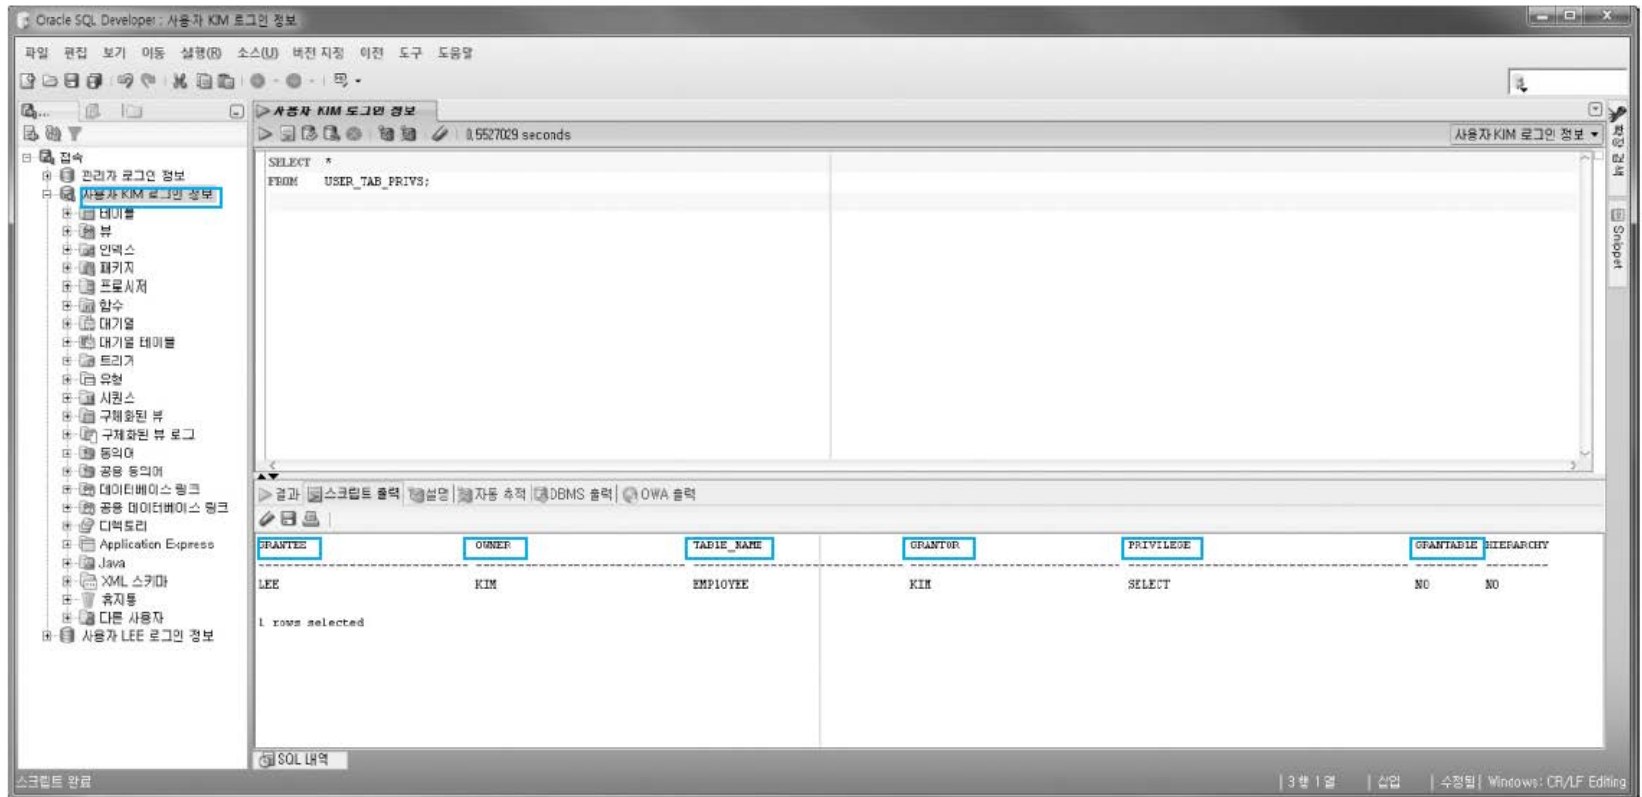 Oracle SQL Developer : 사용자 KIM 로그인 정보
파일 편집 보기 이동 실행(R) 소스(U) 버전 지정 이전 도구 도움말
사용자 KIM 로그인 정보
0.5527029 seconds
사용자 KIM 로그인 정보
접속
관리자 로그인 정보
사용자 KIM 로그인 정보
테이블
뷰
인덱스
패키지
프로시저
함수
대기열
대기열 테이블
트리거
유형
시퀀스
구체화된 뷰
구체화된 뷰 로그
동의어
공용 동의어
데이터베이스 링크
공용 데이터베이스 링크
디렉토리
Application Express
Java
XML 스키마
휴지통
다른 사용자
사용자 LEE 로그인 정보
SELECT *
FROM USER_TAB_PRIVS;
Snippet
결과 스크립트 출력 설명 자동 추적 DBMS 출력 OWA 출력
GRANTEE OWNER TABLE_NAME GRANTOR PRIVILEGE GRANTABLE HIERARCHY
LEE KIM EMPLOYEE KIM SELECT NO NO
1 rows selected
SQL 내역
스크립트 완료
3 행 1 열 삽입 수정됨 Windows: CR/LF Editing